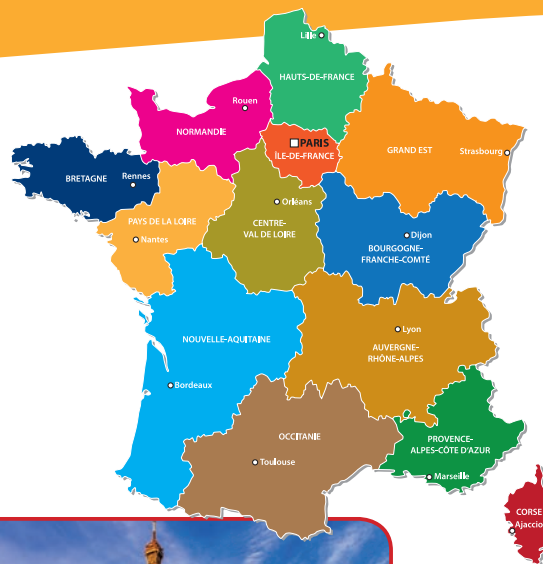 Lille
HAUTS-DE-FRANCE
Rouen
NORMANDIE
PARIS
ÎLE-DE-FRANCE
GRAND EST
Strasbourg
BRETAGNE
Rennes
Orléans
PAYS DE LA LOIRE
Nantes
CENTRE-
VAL DE LOIRE
Dijon
BOURGOGNE-
FRANCHE-COMTÉ
Lyon
NOUVELLE-AQUITAINE
AUVERGNE-
RHÔNE-ALPES
Bordeaux
OCCITANIE
PROVENCE-
ALPES-CÔTE D'AZUR
Toulouse
Marseille
CORSE
Ajaccio